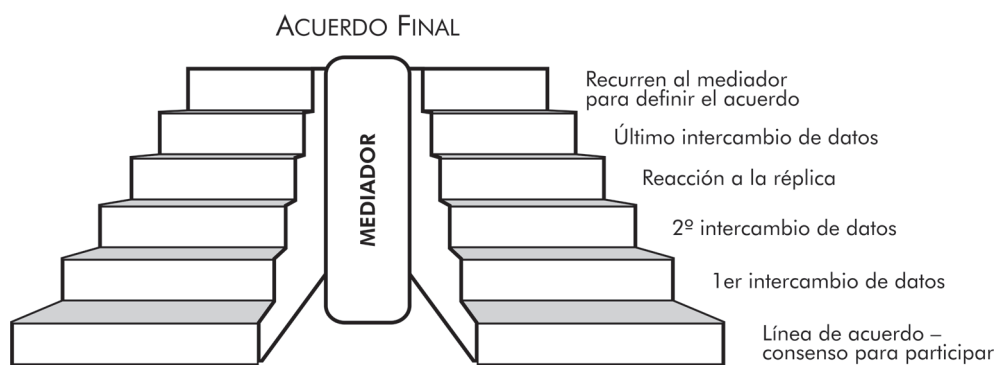 ACUERDO FINAL
MEDIADOR
Recurren al mediador
para definir el acuerdo
Último intercambio de datos
Reacción a la réplica
2º intercambio de datos
1er intercambio de datos
Línea de acuerdo –
consenso para participar